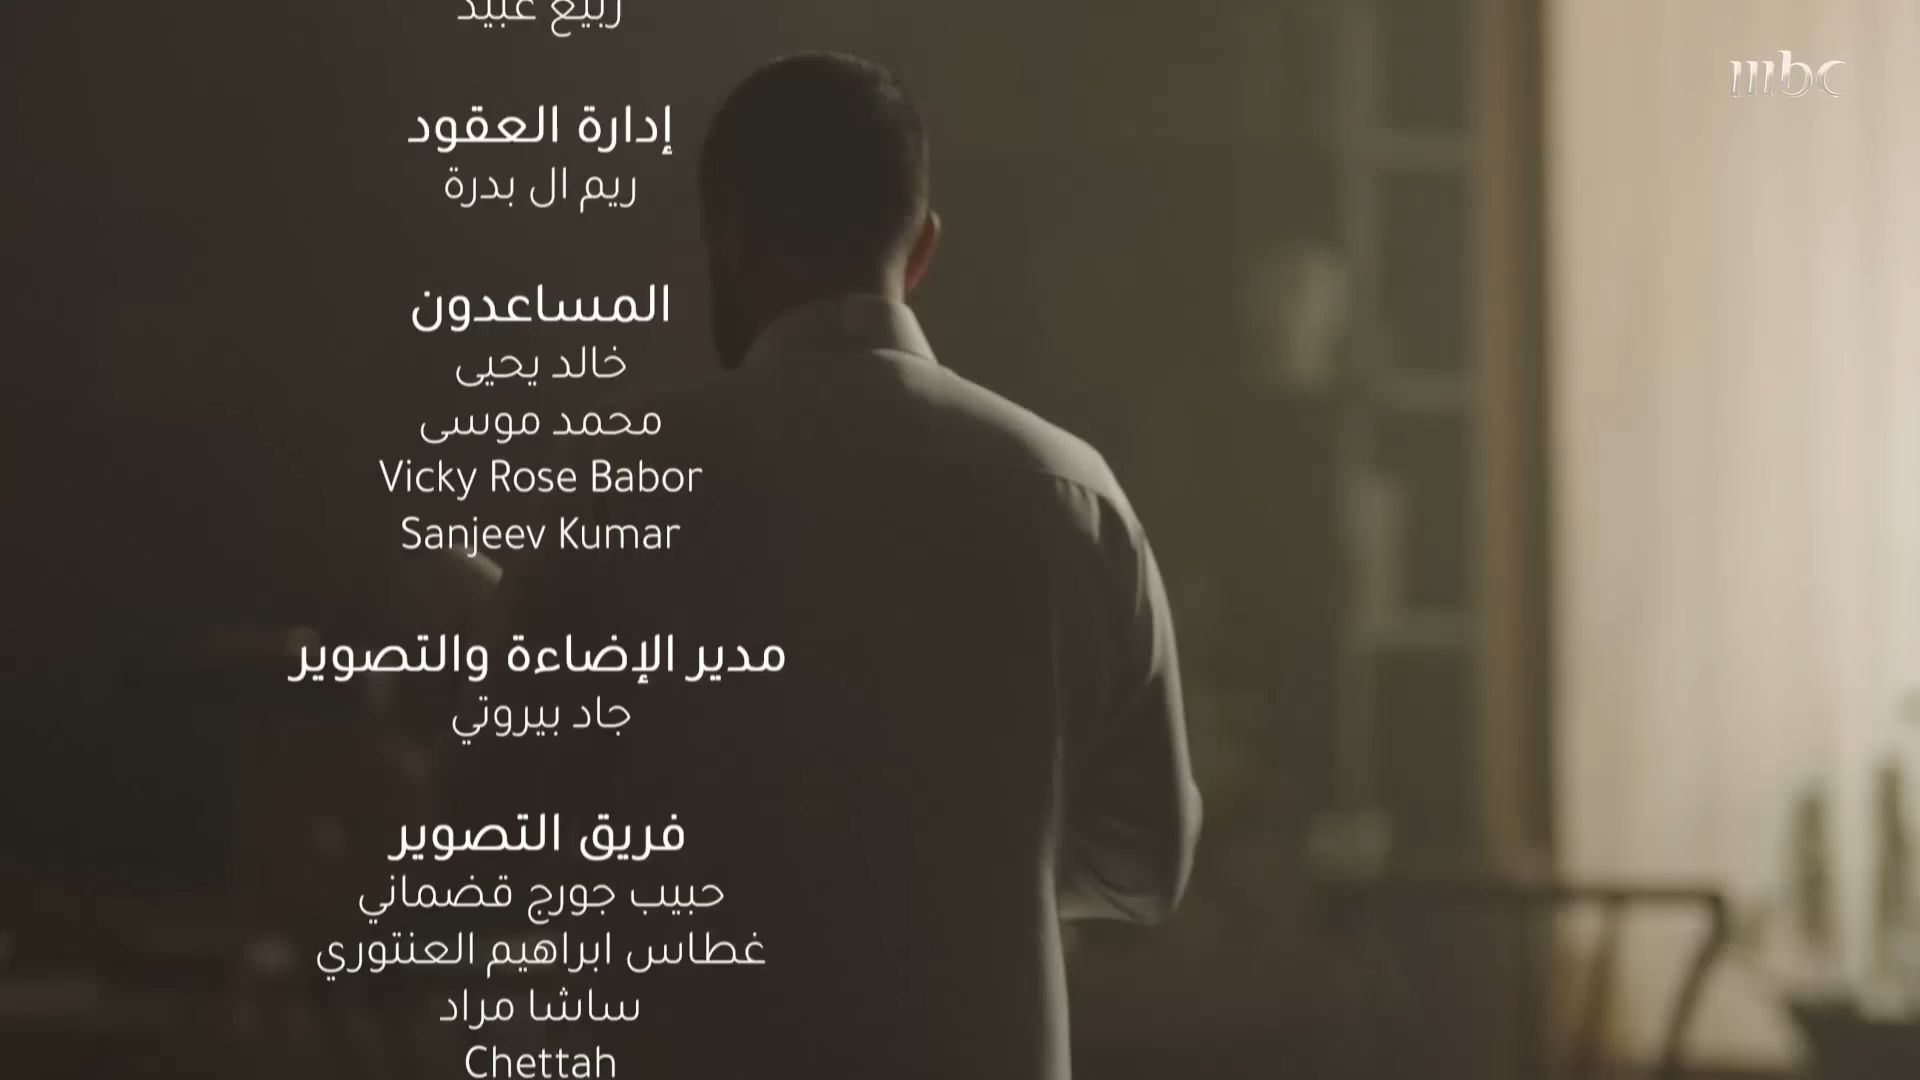 ربيع عبيد
mbc
إدارة العقود
ريم ال بدرة
المساعدون
خالد يحيى
محمد موسى
Vicky Rose Babor
Sanjeev Kumar
مدير الإضاءة والتصوير
جاد بيروتي
فريق التصوير
حبيب جورج قضماني
غطاس ابراهيم العنتوري
ساشا مراد
Chettah